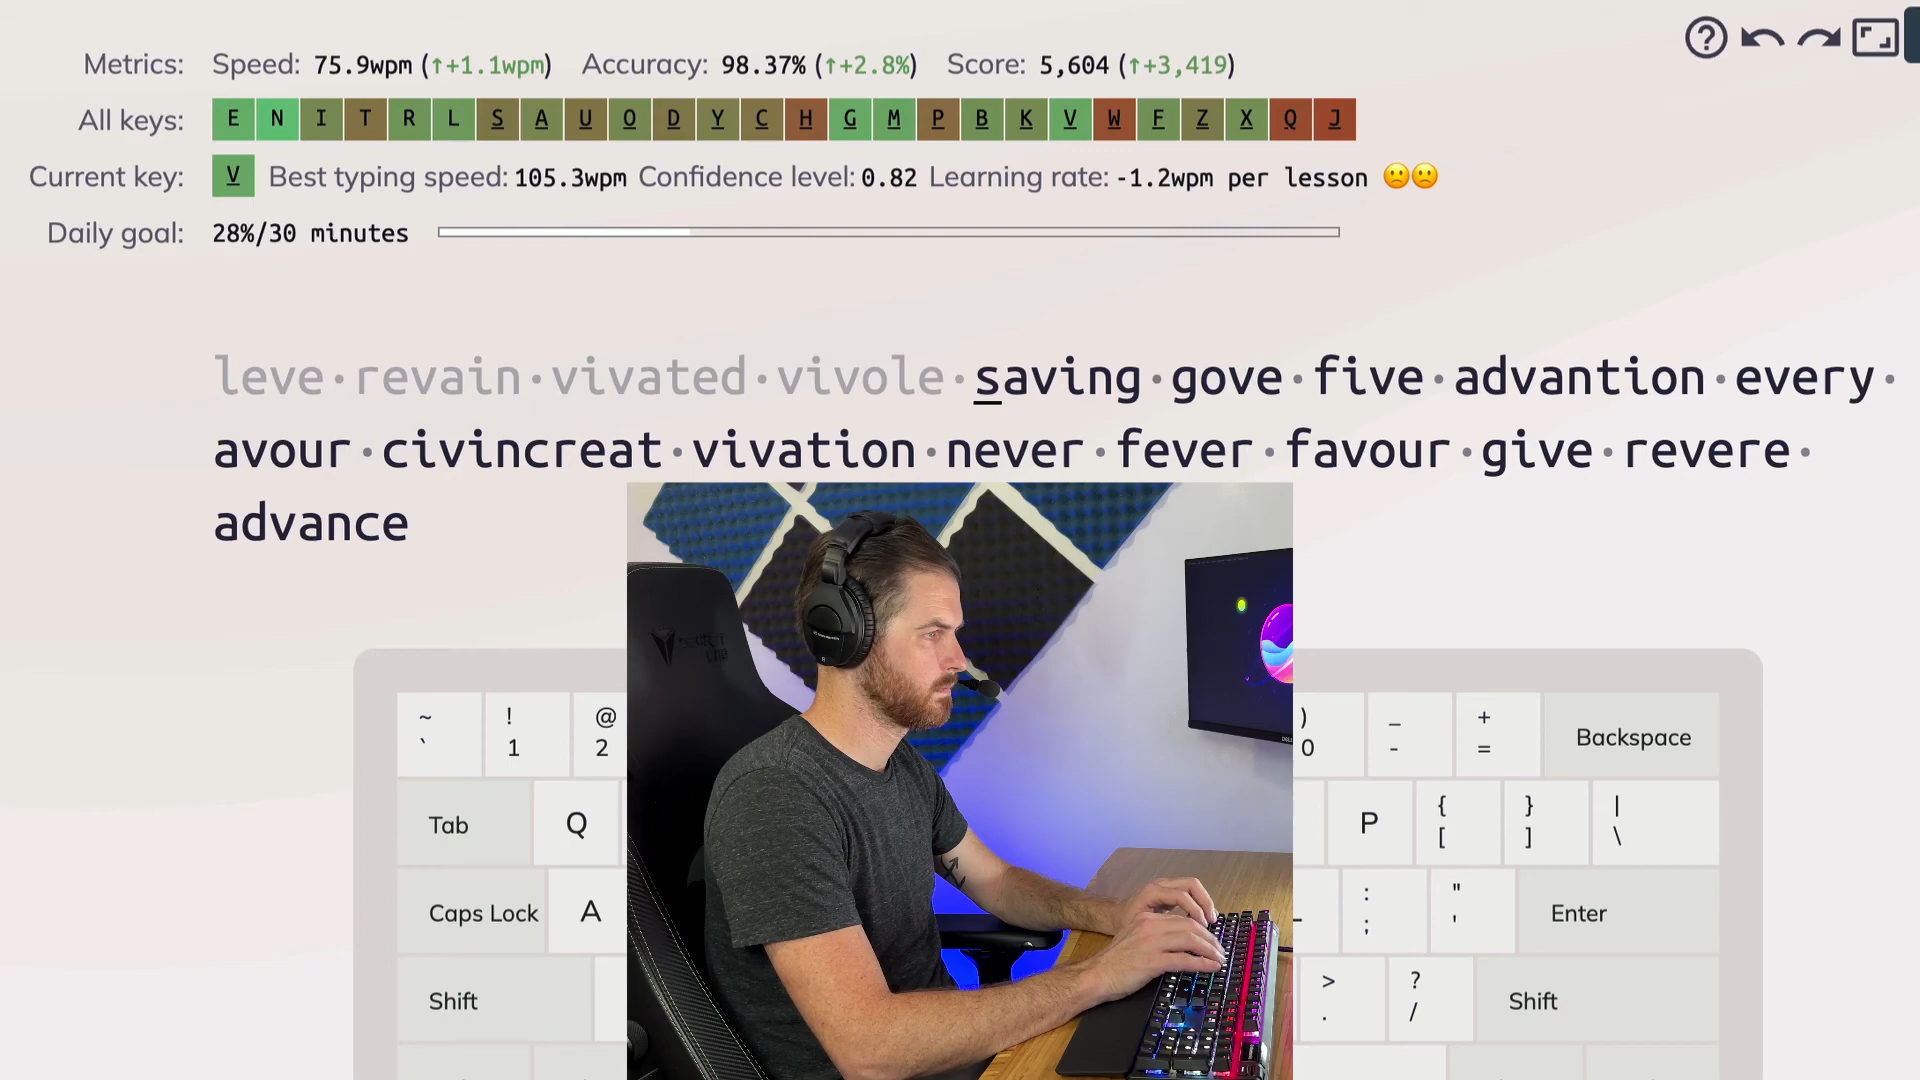 Metrics: Speed: 75.9wpm (↑+1.1wpm) Accuracy: 98.37% (↑+2.8%) Score: 5,604 (↑+3,419)
All keys: E N I T R L S A U O D Y C H G M P B K V W F Z X Q J
Current key: V Best typing speed: 105.3wpm Confidence level: 0.82 Learning rate: -1.2wpm per lesson 🙁🙁
Daily goal: 28%/30 minutes
leve·revain·vivated·vivole·saving·gove·five·advantion·every·
avour·civincreat·vivation·never·fever·favour·give·revere·
advance
~ ! @ ) _ +
` 1 2 0 - = Backspace
Tab Q P { } |
[ ] \
Caps Lock A : " Enter
; '
Shift > ? Shift
. /